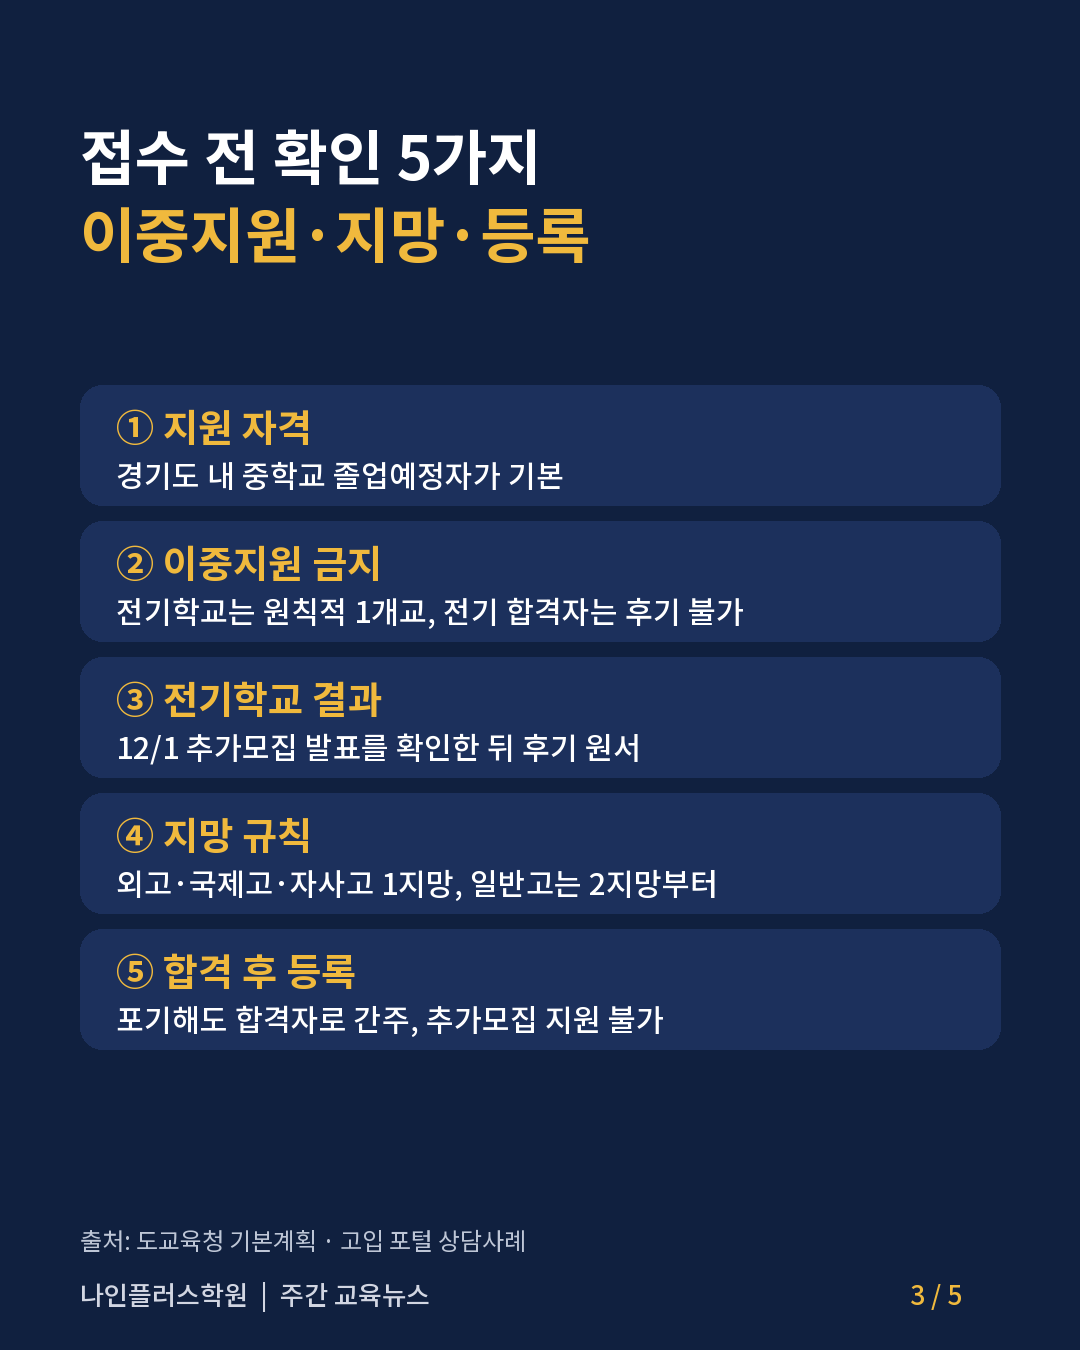 접수 전 확인 5가지
이중지원·지망·등록
① 지원 자격
경기도 내 중학교 졸업예정자가 기본
② 이중지원 금지
전기학교는 원칙적 1개교, 전기 합격자는 후기 불가
③ 전기학교 결과
12/1 추가모집 발표를 확인한 뒤 후기 원서
④ 지망 규칙
외고·국제고·자사고 1지망, 일반고는 2지망부터
⑤ 합격 후 등록
포기해도 합격자로 간주, 추가모집 지원 불가
출처: 도교육청 기본계획 · 고입 포털 상담사례
나인플러스학원 | 주간 교육뉴스
3 / 5